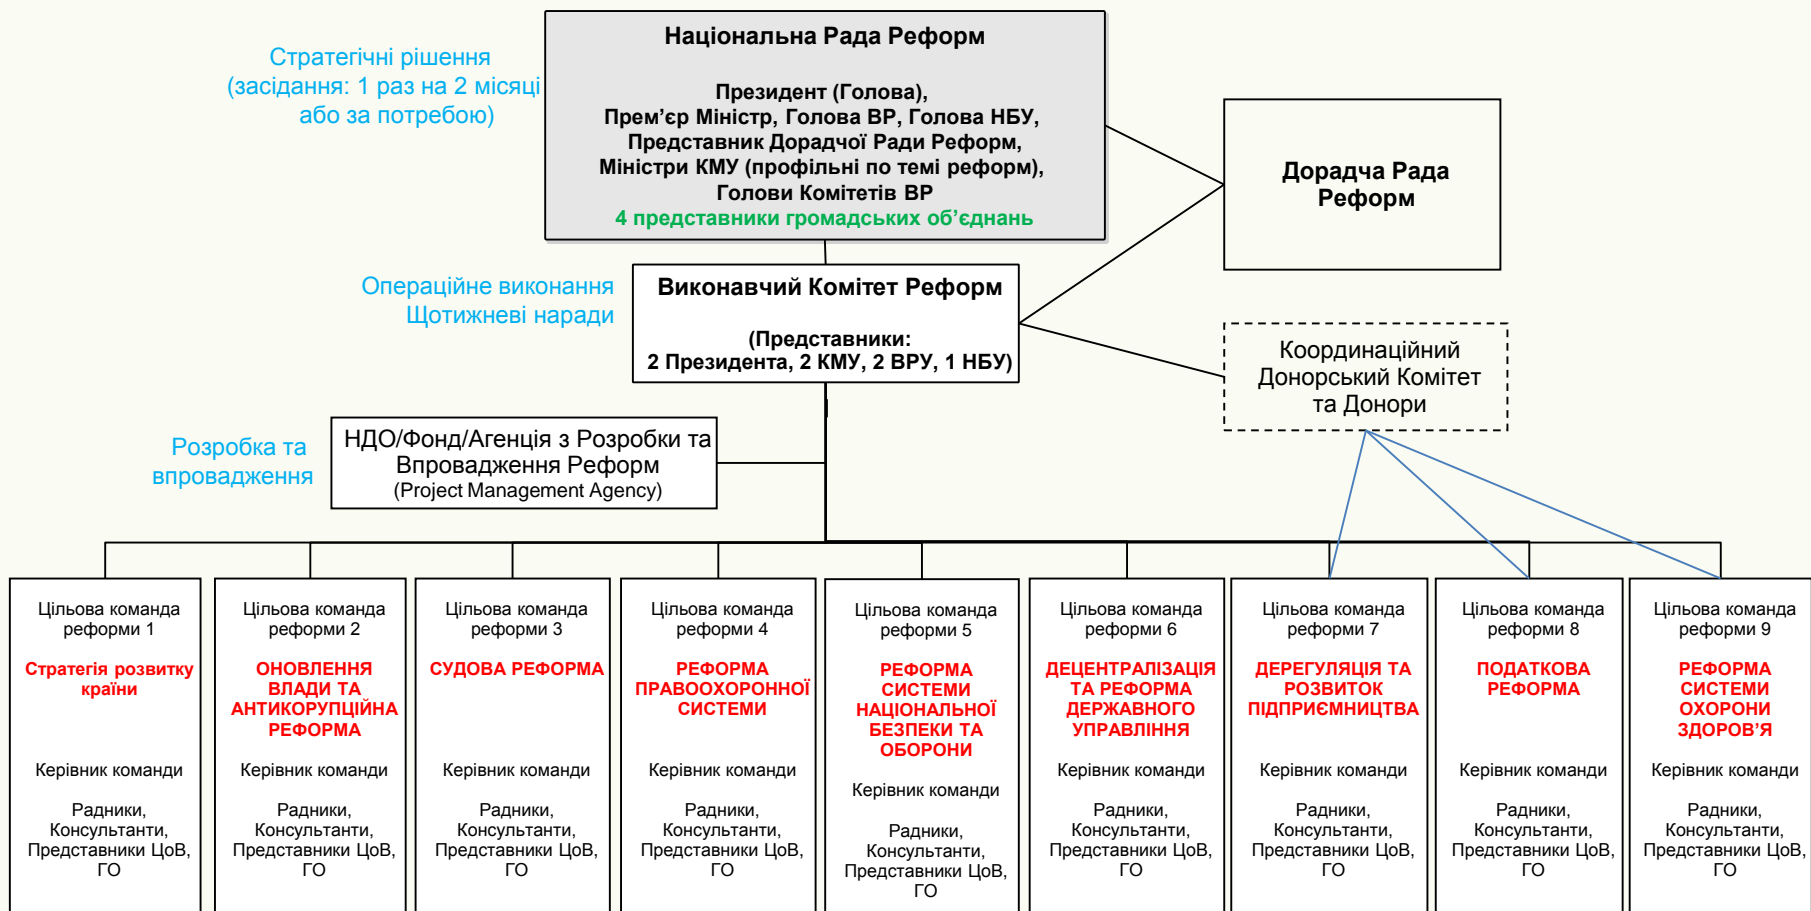 Стратегічні рішення
(засідання: 1 раз на 2 місяці
або за потребою)
Національна Рада Реформ
Президент (Голова),
Прем’єр Міністр, Голова ВР, Голова НБУ,
Представник Дорадчої Ради Реформ,
Міністри КМУ (профільні по темі реформ),
Голови Комітетів ВР
4 представники громадських об’єднань
Дорадча Рада
Реформ
Операційне виконання
Щотижневі наради
Виконавчий Комітет Реформ
(Представники:
2 Президента, 2 КМУ, 2 ВРУ, 1 НБУ)
Координаційний
Донорський Комітет
та Донори
Розробка та
впровадження
НДО/Фонд/Агенція з Розробки та
Впровадження Реформ
(Project Management Agency)
Цільова команда
реформи 1
Стратегія розвитку
країни
Керівник команди
Радники,
Консультанти,
Представники ЦоВ,
ГО
Цільова команда
реформи 2
ОНОВЛЕННЯ
ВЛАДИ ТА
АНТИКОРУПЦІЙНА
РЕФОРМА
Керівник команди
Радники,
Консультанти,
Представники ЦоВ,
ГО
Цільова команда
реформи 3
СУДОВА РЕФОРМА
Керівник команди
Радники,
Консультанти,
Представники ЦоВ,
ГО
Цільова команда
реформи 4
РЕФОРМА
ПРАВООХОРОННОЇ
СИСТЕМИ
Керівник команди
Радники,
Консультанти,
Представники ЦоВ,
ГО
Цільова команда
реформи 5
РЕФОРМА
СИСТЕМИ
НАЦІОНАЛЬНОЇ
БЕЗПЕКИ ТА
ОБОРОНИ
Керівник команди
Радники,
Консультанти,
Представники ЦоВ,
ГО
Цільова команда
реформи 6
ДЕЦЕНТРАЛІЗАЦІЯ
ТА РЕФОРМА
ДЕРЖАВНОГО
УПРАВЛІННЯ
Керівник команди
Радники,
Консультанти,
Представники ЦоВ,
ГО
Цільова команда
реформи 7
ДЕРЕГУЛЯЦІЯ ТА
РОЗВИТОК
ПІДПРИЄМНИЦТВА
Керівник команди
Радники,
Консультанти,
Представники ЦоВ,
ГО
Цільова команда
реформи 8
ПОДАТКОВА
РЕФОРМА
Керівник команди
Радники,
Консультанти,
Представники ЦоВ,
ГО
Цільова команда
реформи 9
РЕФОРМА
СИСТЕМИ
ОХОРОНИ
ЗДОРОВ’Я
Керівник команди
Радники,
Консультанти,
Представники ЦоВ,
ГО